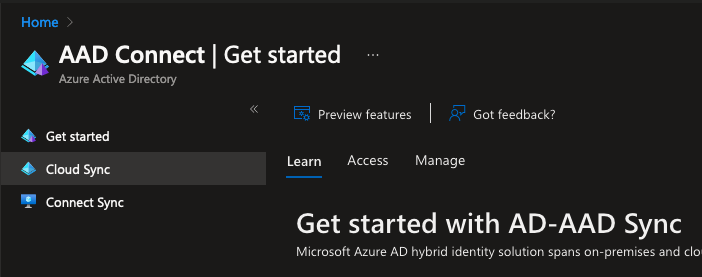 Home
AAD Connect | Get started ...
Azure Active Directory
Preview features
Got feedback?
Get started
Cloud Sync
Connect Sync
Learn
Access
Manage
Get started with AD-AAD Sync
Microsoft Azure AD hybrid identity solution spans on-premises and